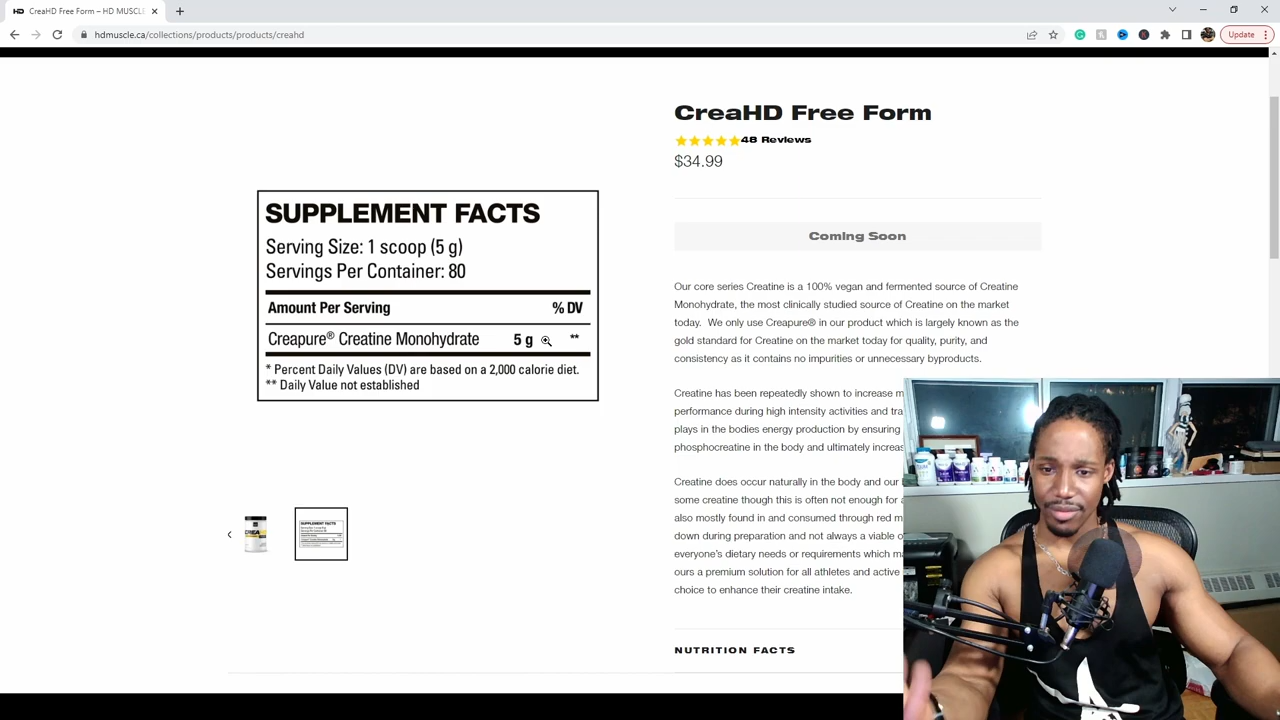 HD CreaHD Free Form – HD MUSCLE
hdmuscle.ca/collections/products/products/creahd
Update
CreaHD Free Form
48 Reviews
$34.99
Coming Soon
SUPPLEMENT FACTS
Serving Size: 1 scoop (5 g)
Servings Per Container: 80
Amount Per Serving % DV
Creapure® Creatine Monohydrate 5 g **
* Percent Daily Values (DV) are based on a 2,000 calorie diet.
** Daily Value not established
Our core series Creatine is a 100% vegan and fermented source of Creatine
Monohydrate, the most clinically studied source of Creatine on the market
today. We only use Creapure® in our product which is largely known as the
gold standard for Creatine on the market today for quality, purity, and
consistency as it contains no impurities or unnecessary byproducts.
Creatine has been repeatedly shown to increase m
performance during high intensity activities and tra
plays in the bodies energy production by ensuring
phosphocreatine in the body and ultimately increas
Creatine does occur naturally in the body and our
some creatine though this is often not enough for a
also mostly found in and consumed through red m
down during preparation and not always a viable o
everyone's dietary needs or requirements which ma
ours a premium solution for all athletes and active
choice to enhance their creatine intake.
NUTRITION FACTS